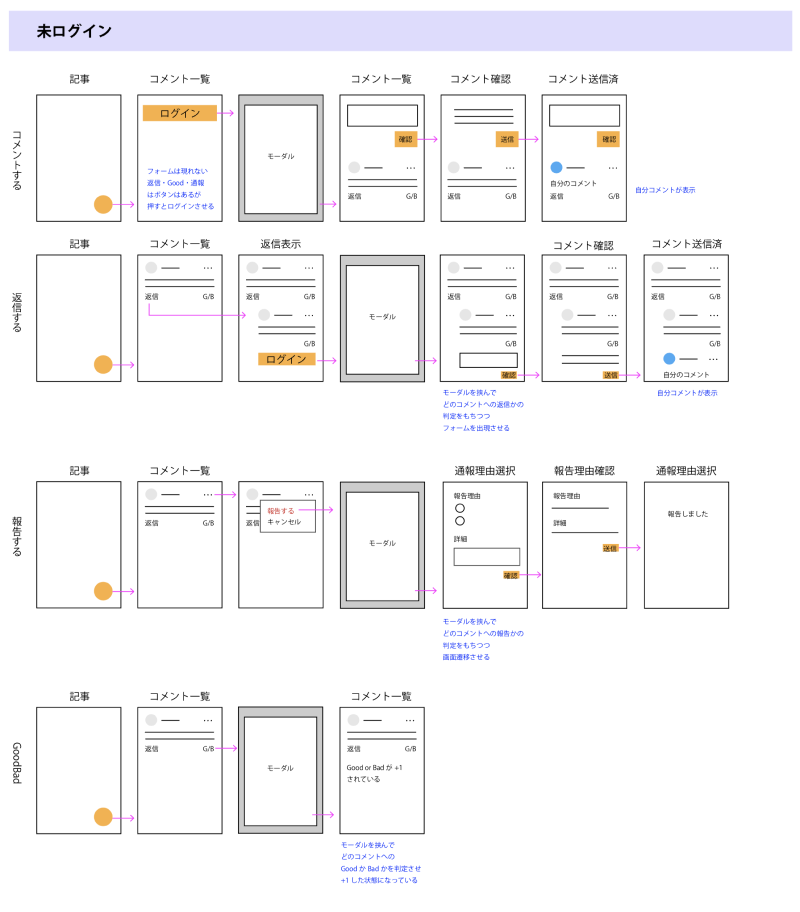 未ログイン
コメントする
記事
コメント一覧
コメント一覧
コメント確認
コメント送信済
ログイン
フォームは現れない
返信・Good・通報
はボタンはあるが
押すとログインさせる
モーダル
確認
返信
G/B
送信
返信
G/B
確認
自分のコメント
返信
G/B
自分コメントが表示
返信する
記事
コメント一覧
返信表示
コメント確認
コメント送信済
返信
G/B
返信
G/B
G/B
ログイン
モーダル
返信
G/B
G/B
確認
返信
G/B
G/B
送信
返信
G/B
G/B
自分のコメント
モーダルを挟んで
どのコメントへの返信かの
判定をもちつつ
フォームを出現させる
自分コメントが表示
報告する
記事
コメント一覧
通報理由選択
報告理由確認
通報理由選択
返信
G/B
報告する
キャンセル
返信
モーダル
報告理由
詳細
確認
報告理由
詳細
送信
報告しました
モーダルを挟んで
どのコメントへの報告かの
判定をもちつつ
画面遷移させる
GoodBad
記事
コメント一覧
コメント一覧
返信
G/B
モーダル
返信
G/B
Good or Bad が +1
されている
モーダルを挟んで
どのコメントへの
Good か Bad かを判定させ
+1 した状態になっている